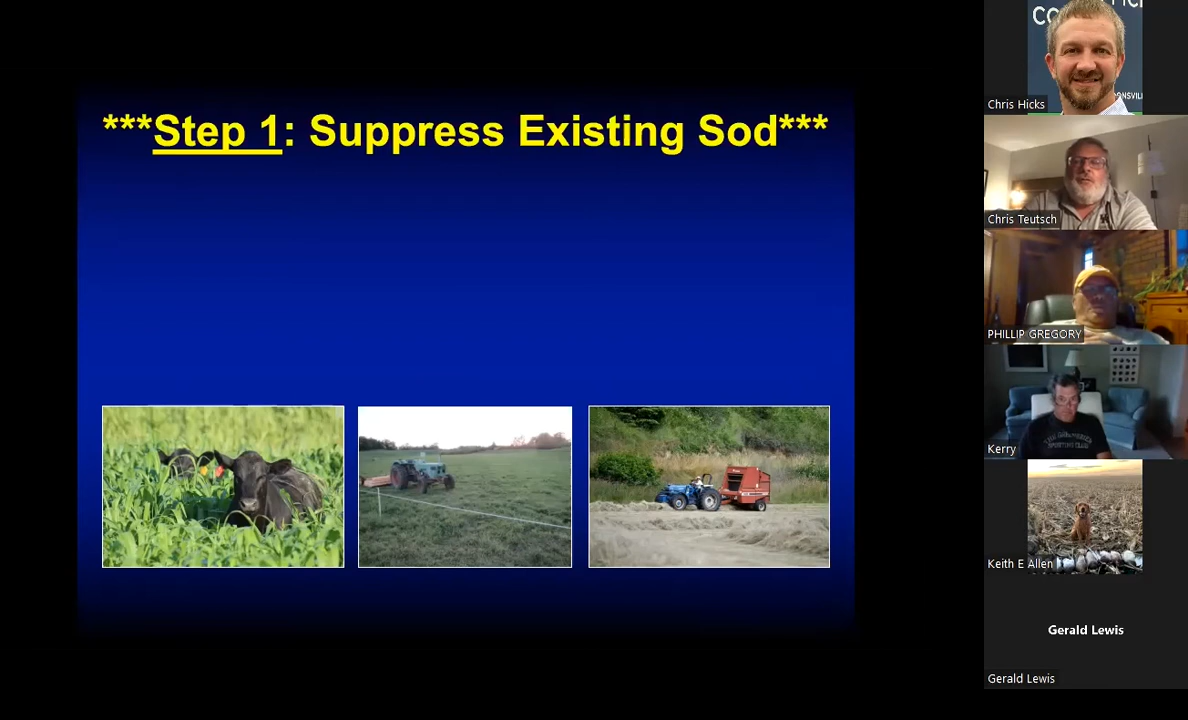 ***Step 1: Suppress Existing Sod***
Chris Hicks
Chris Teutsch
PHILLIP GREGORY
Kerry
Keith E Allen
Gerald Lewis
Gerald Lewis